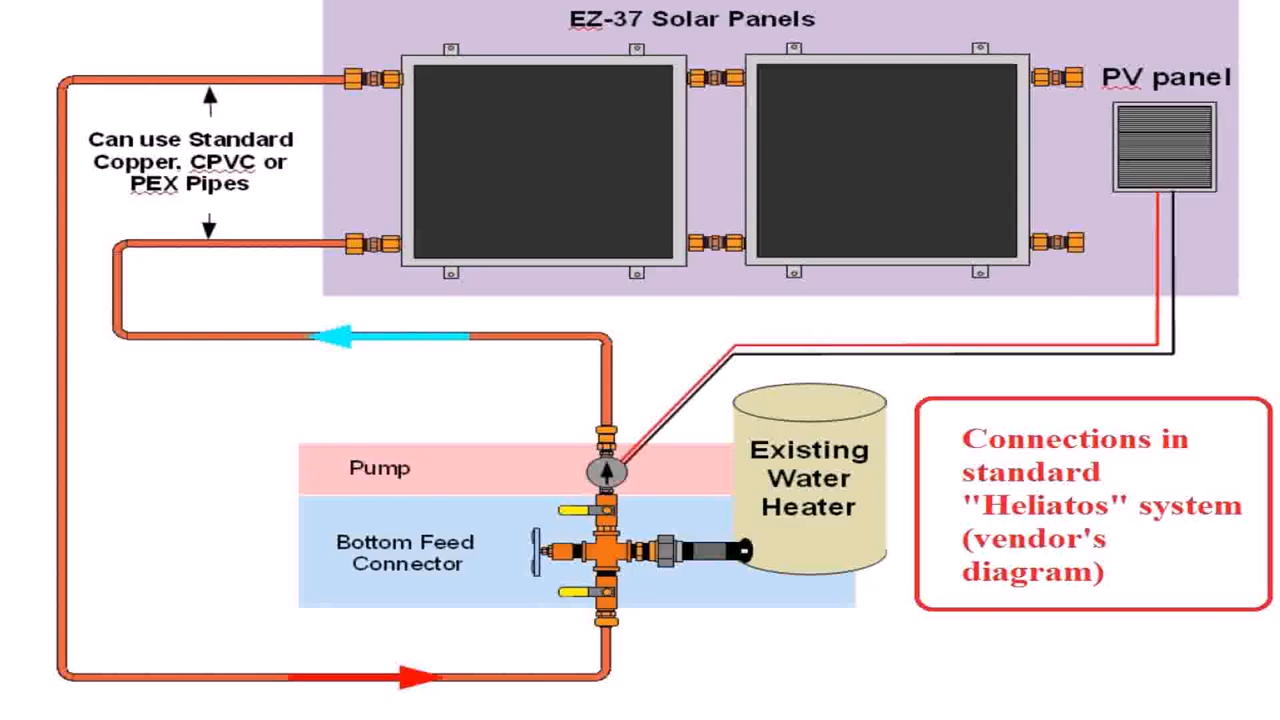 EZ-37 Solar Panels
PV panel
Can use Standard
Copper, CPVC or
PEX Pipes
Existing
Water
Heater
Pump
Bottom Feed
Connector
Connections in
standard
"Heliatos" system
(vendor's
diagram)